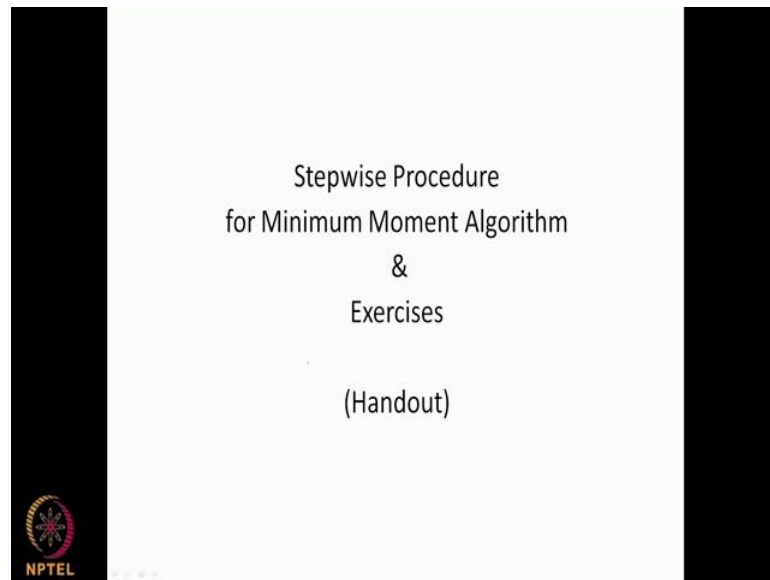 Stepwise Procedure
for Minimum Moment Algorithm
&
Exercises
(Handout)
NPTEL